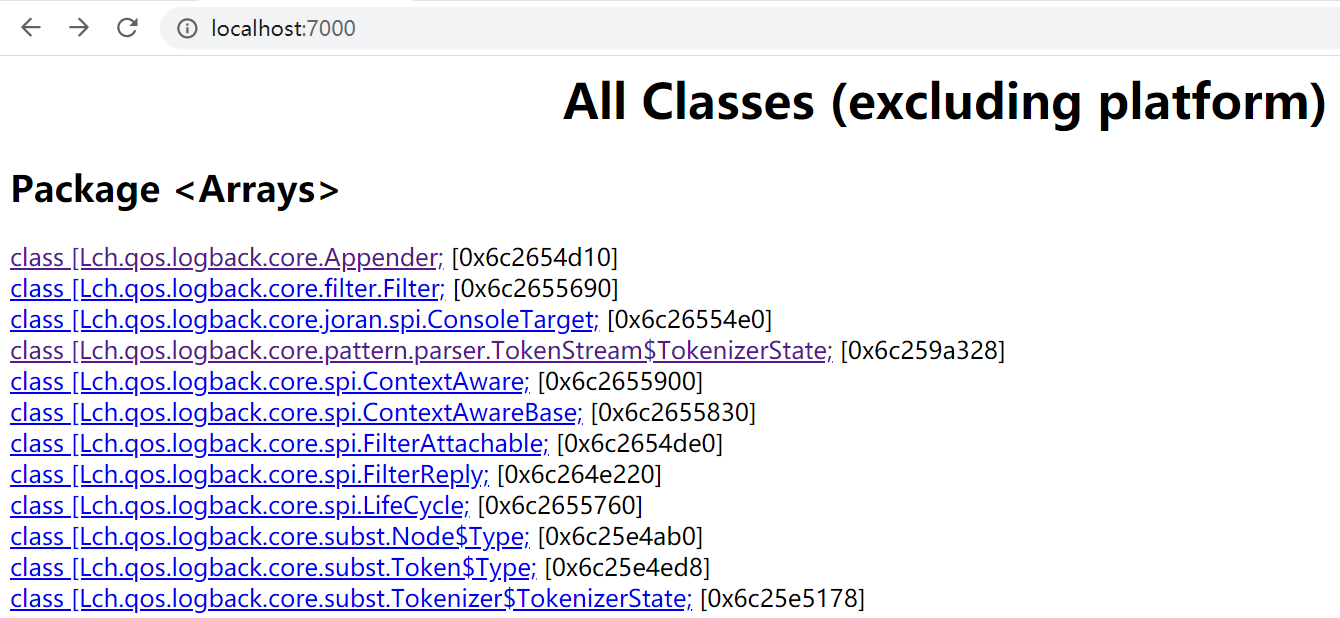 localhost:7000
All Classes (excluding platform)
Package <Arrays>
class [Lch.qos.logback.core.Appender; [0x6c2654d10]
class [Lch.qos.logback.core.filter.Filter; [0x6c2655690]
class [Lch.qos.logback.core.joran.spi.ConsoleTarget; [0x6c26554e0]
class [Lch.qos.logback.core.pattern.parser.TokenStream$TokenizerState; [0x6c259a328]
class [Lch.qos.logback.core.spi.ContextAware; [0x6c2655900]
class [Lch.qos.logback.core.spi.ContextAwareBase; [0x6c2655830]
class [Lch.qos.logback.core.spi.FilterAttachable; [0x6c2654de0]
class [Lch.qos.logback.core.spi.FilterReply; [0x6c264e220]
class [Lch.qos.logback.core.spi.LifeCycle; [0x6c2655760]
class [Lch.qos.logback.core.subst.Node$Type; [0x6c25e4ab0]
class [Lch.qos.logback.core.subst.Token$Type; [0x6c25e4ed8]
class [Lch.qos.logback.core.subst.Tokenizer$TokenizerState; [0x6c25e5178]